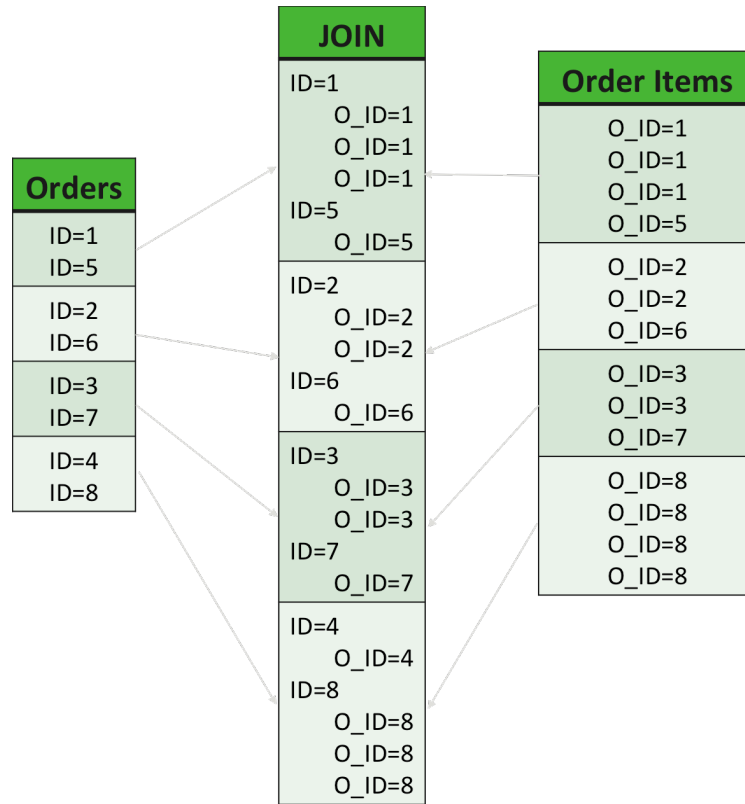 Orders
ID=1
ID=5
ID=2
ID=6
ID=3
ID=7
ID=4
ID=8
JOIN
ID=1
O_ID=1
O_ID=1
O_ID=1
ID=5
O_ID=5
ID=2
O_ID=2
O_ID=2
ID=6
O_ID=6
ID=3
O_ID=3
O_ID=3
ID=7
O_ID=7
ID=4
O_ID=4
ID=8
O_ID=8
O_ID=8
O_ID=8
Order Items
O_ID=1
O_ID=1
O_ID=1
O_ID=5
O_ID=2
O_ID=2
O_ID=6
O_ID=3
O_ID=3
O_ID=7
O_ID=8
O_ID=8
O_ID=8
O_ID=8